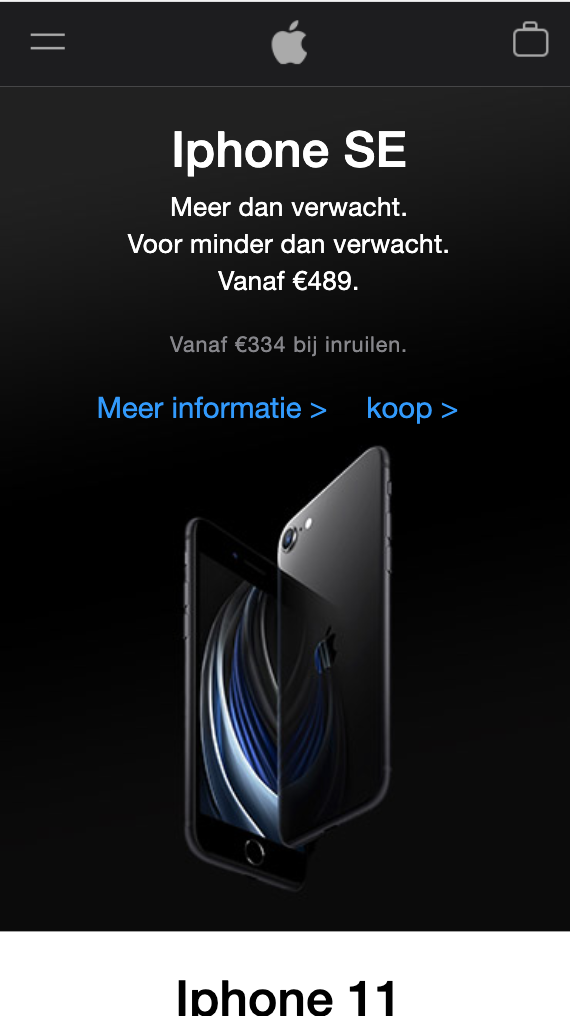 Iphone SE
Meer dan verwacht.
Voor minder dan verwacht.
Vanaf €489.
Vanaf €334 bij inruilen.
Meer informatie > koop >
Iphone 11